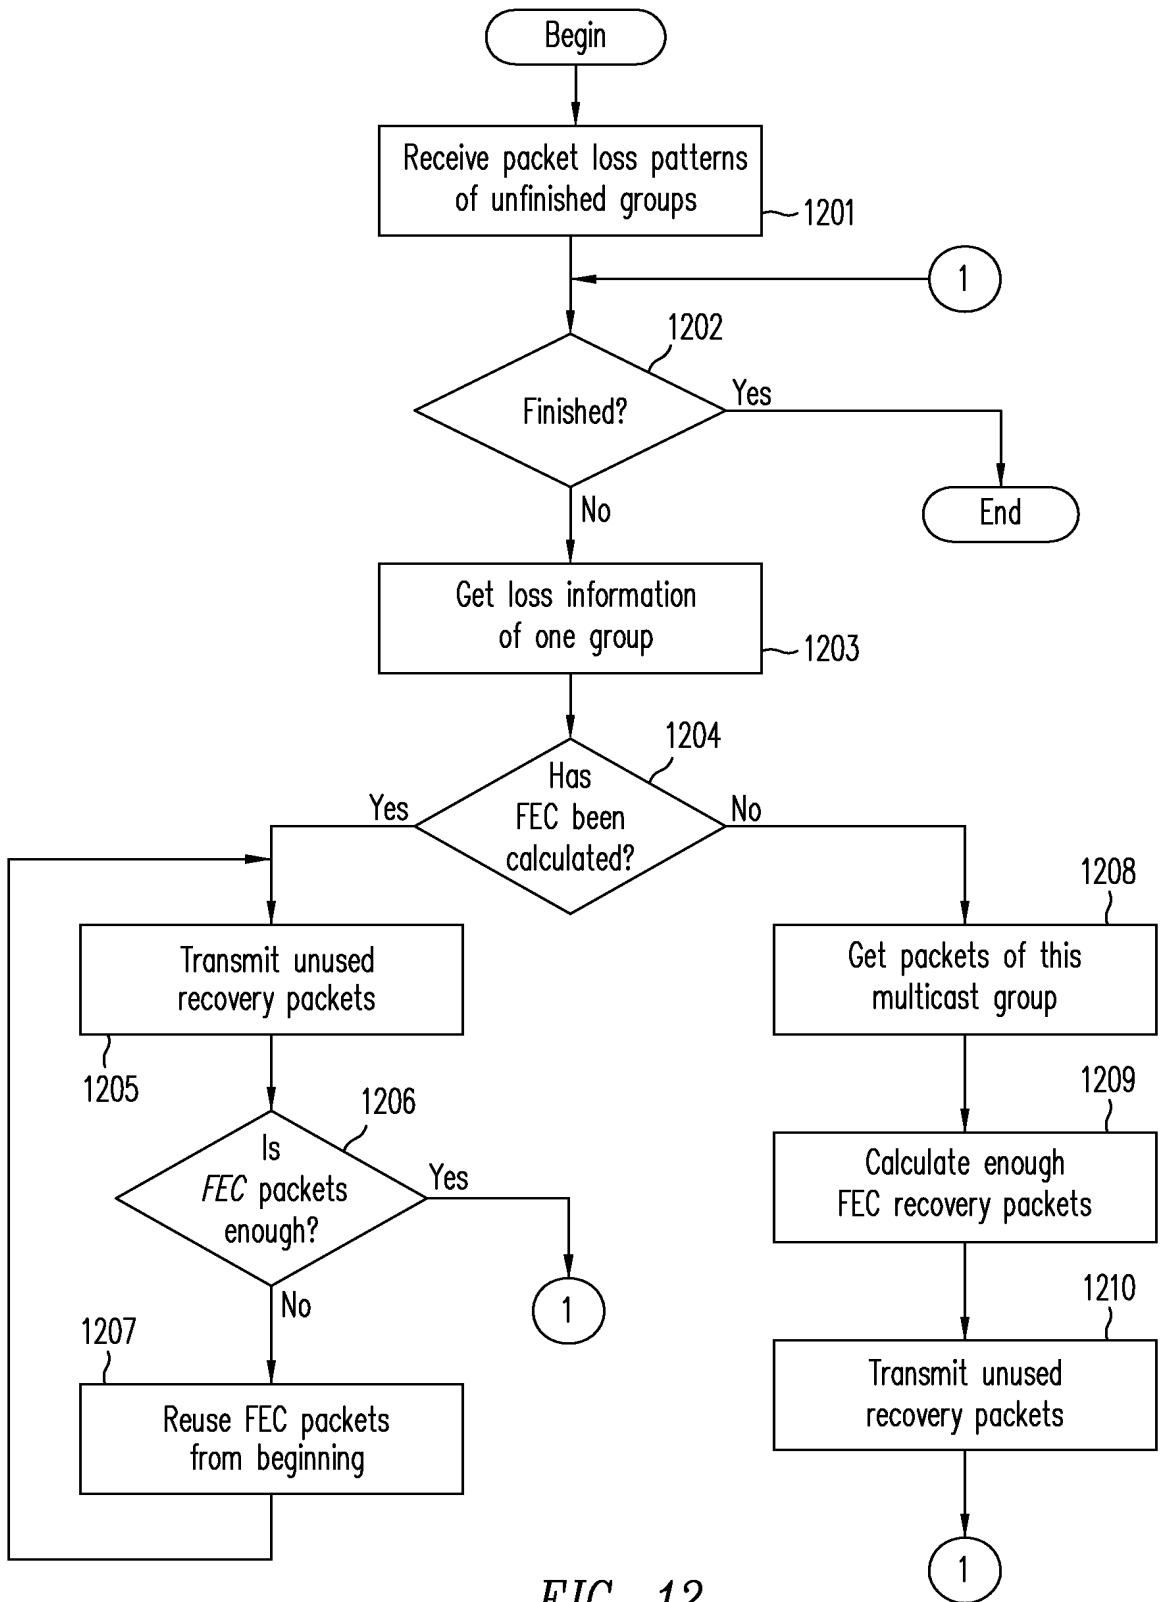 Begin
Receive packet loss patterns
of unfinished groups
1201
1
1202
Finished?
Yes
No
End
Get loss information
of one group
1203
1204
Has
FEC been
calculated?
Yes
No
1208
Transmit unused
recovery packets
1205
Get packets of this
multicast group
1209
1206
Is
FEC packets
enough?
Yes
No
Calculate enough
FEC recovery packets
1
1210
1207
Reuse FEC packets
from beginning
Transmit unused
recovery packets
1
FIG. 12